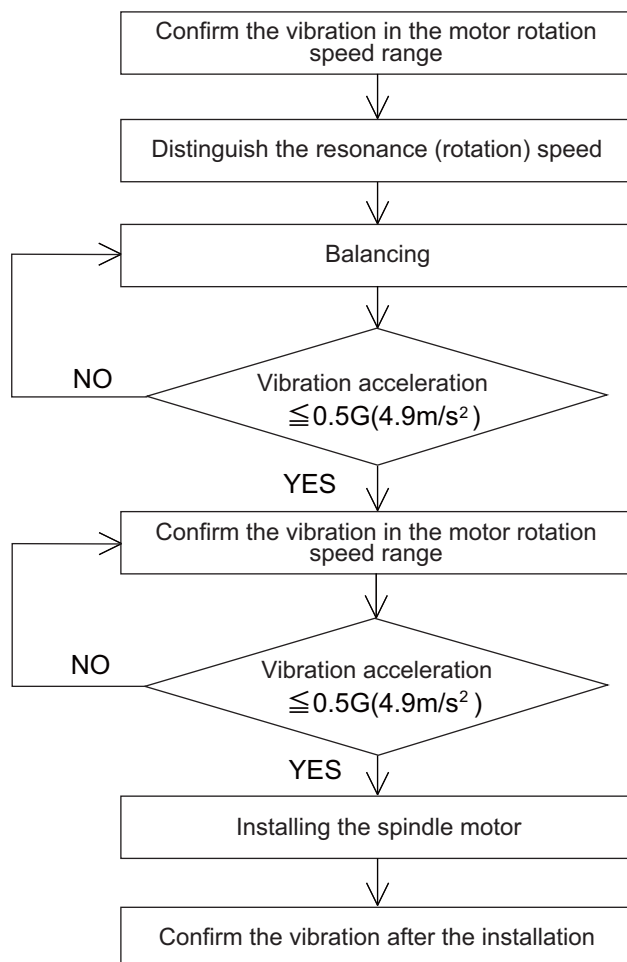 Confirm the vibration in the motor rotation
speed range
Distinguish the resonance (rotation) speed
Balancing
Vibration acceleration
≦0.5G(4.9m/s²)
NO
YES
Confirm the vibration in the motor rotation
speed range
Vibration acceleration
≦0.5G(4.9m/s²)
NO
YES
Installing the spindle motor
Confirm the vibration after the installation